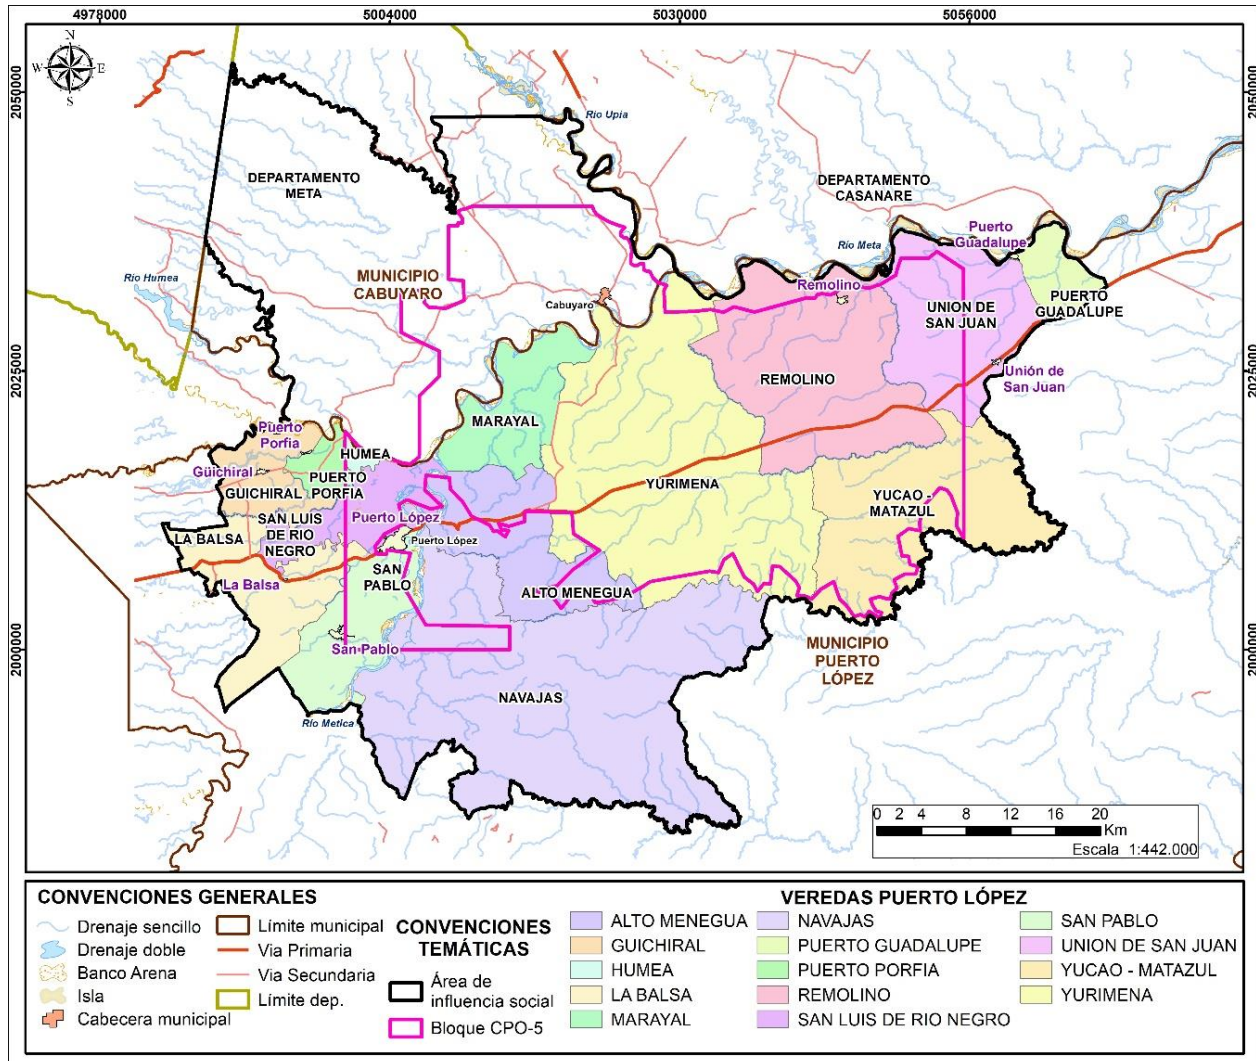 4978000
5004000
5030000
5056000
N
W
E
S
2050000
2050000
Río Upía
DEPARTAMENTO
META
DEPARTAMENTO
CASANARE
Puerto
Guadalupe
Río Meta
Río Humea
MUNICIPIO
CABUYARO
Remolino
Cabuyaro
UNION DE
SAN JUAN
PUERTO
GUADALUPE
2025000
2025000
Unión de
San Juan
REMOLINO
MARAYAL
Puerto
Porfia
HUMEA
Güichiral
PUERTO
PORFIA
GUICHIRAL
YURIMENA
YUCAO -
MATAZUL
SAN LUIS
DE RIO
NEGRO
Puerto López
LA BALSA
Puerto López
SAN
PABLO
La Balsa
ALTO MENEGUA
2000000
2000000
San Pablo
MUNICIPIO
PUERTO
LÓPEZ
NAVAJAS
Río Metica
0 2 4 8 12 16 20
Km
Escala 1:442.000
CONVENCIONES GENERALES
Drenaje sencillo
Drenaje doble
Banco Arena
Isla
Cabecera municipal
Límite municipal
Via Primaria
Via Secundaria
Límite dep.
CONVENCIONES
TEMÁTICAS
Área de
influencia social
Bloque CPO-5
VEREDAS PUERTO LÓPEZ
ALTO MENEGUA
GUICHIRAL
HUMEA
LA BALSA
MARAYAL
NAVAJAS
PUERTO GUADALUPE
PUERTO PORFIA
REMOLINO
SAN LUIS DE RIO NEGRO
SAN PABLO
UNION DE SAN JUAN
YUCAO - MATAZUL
YURIMENA